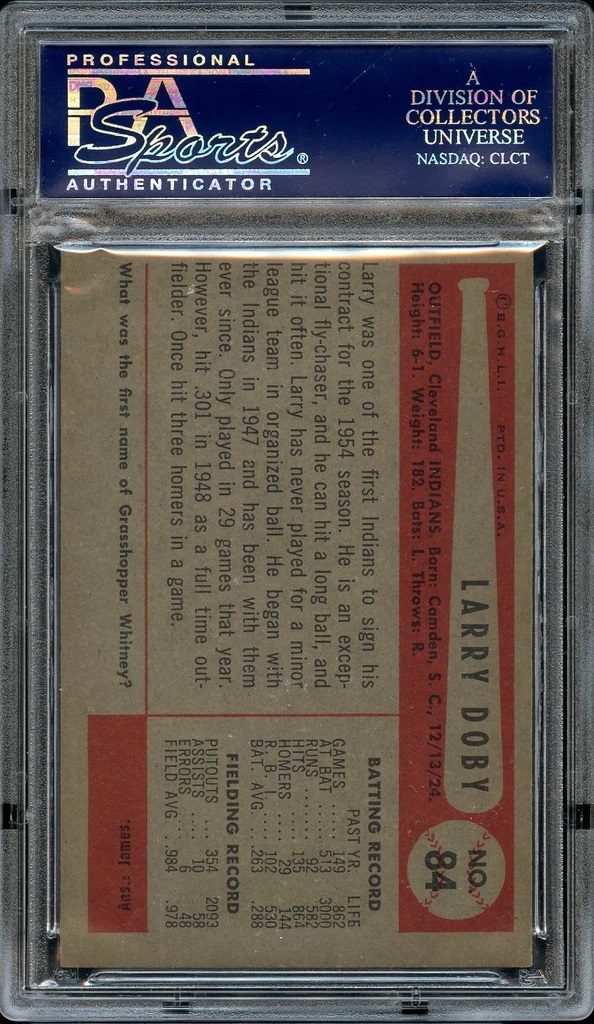 PROFESSIONAL
PSA
Sports®
AUTHENTICATOR
A
DIVISION OF
COLLECTORS
UNIVERSE
NASDAQ: CLCT
© B.G.H.L.I. PTD. IN U.S.A.
LARRY DOBY
NO.
84
OUTFIELD, Cleveland INDIANS. Born: Camden, S. C., 12/13/24.
Height: 6-1. Weight: 182. Bats: L. Throws: R.
Larry was one of the first Indians to sign his
contract for the 1954 season. He is an excep-
tional fly-chaser, and he can hit a long ball, and
hit it often. Larry has never played for a minor
league team in organized ball. He began with
the Indians in 1947 and has been with them
ever since. Only played in 29 games that year.
However, hit .301 in 1948 as a full time out-
fielder. Once hit three homers in a game.
What was the first name of Grasshopper Whitney?
BATTING RECORD
PAST YR. LIFE
GAMES ..... 149 862
AT BAT .... 513 3006
RUNS ...... 92 582
HITS ...... 135 864
HOMERS .... 29 144
R. B. I. .. 102 530
BAT. AVG. . .263 .288
FIELDING RECORD
PUTOUTS ... 354 2093
ASSISTS ... 10 58
ERRORS .... 6 48
FIELD AVG . .984 .978
Ans.: James.